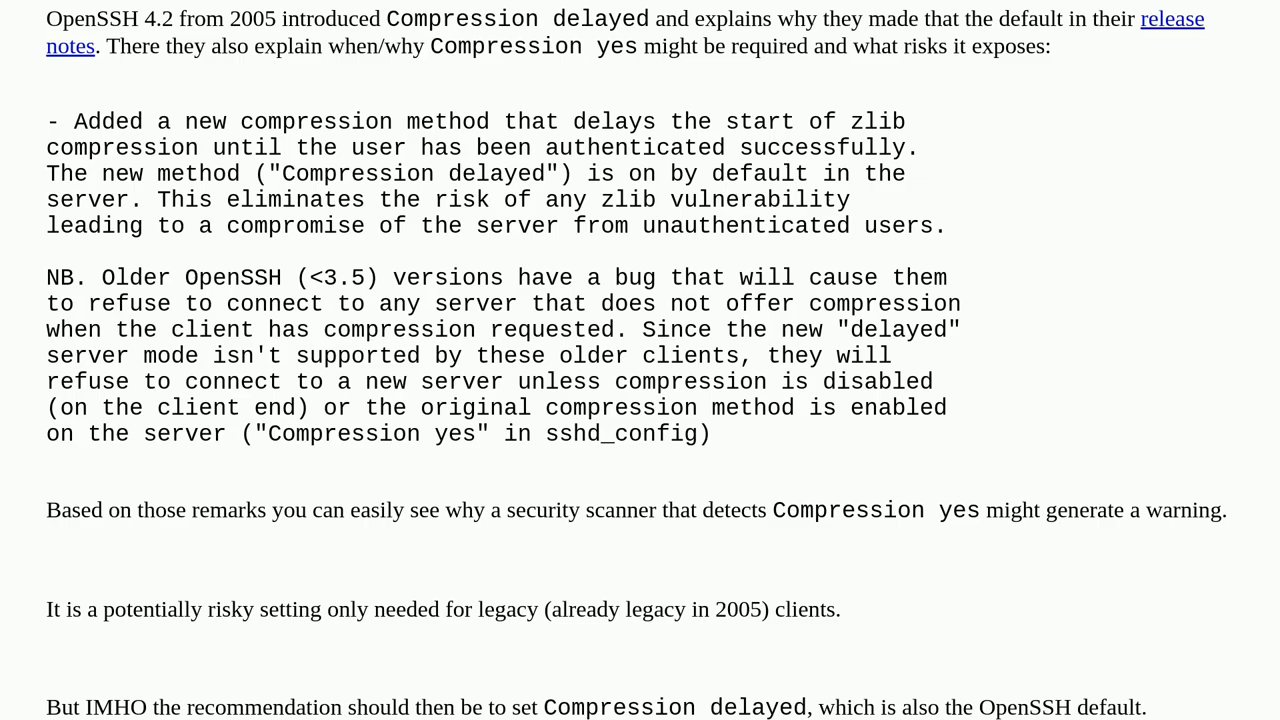 OpenSSH 4.2 from 2005 introduced Compression delayed and explains why they made that the default in their release
notes. There they also explain when/why Compression yes might be required and what risks it exposes:
- Added a new compression method that delays the start of zlib
compression until the user has been authenticated successfully.
The new method ("Compression delayed") is on by default in the
server. This eliminates the risk of any zlib vulnerability
leading to a compromise of the server from unauthenticated users.
NB. Older OpenSSH (<3.5) versions have a bug that will cause them
to refuse to connect to any server that does not offer compression
when the client has compression requested. Since the new "delayed"
server mode isn't supported by these older clients, they will
refuse to connect to a new server unless compression is disabled
(on the client end) or the original compression method is enabled
on the server ("Compression yes" in sshd_config)
Based on those remarks you can easily see why a security scanner that detects Compression yes might generate a warning.
It is a potentially risky setting only needed for legacy (already legacy in 2005) clients.
But IMHO the recommendation should then be to set Compression delayed, which is also the OpenSSH default.